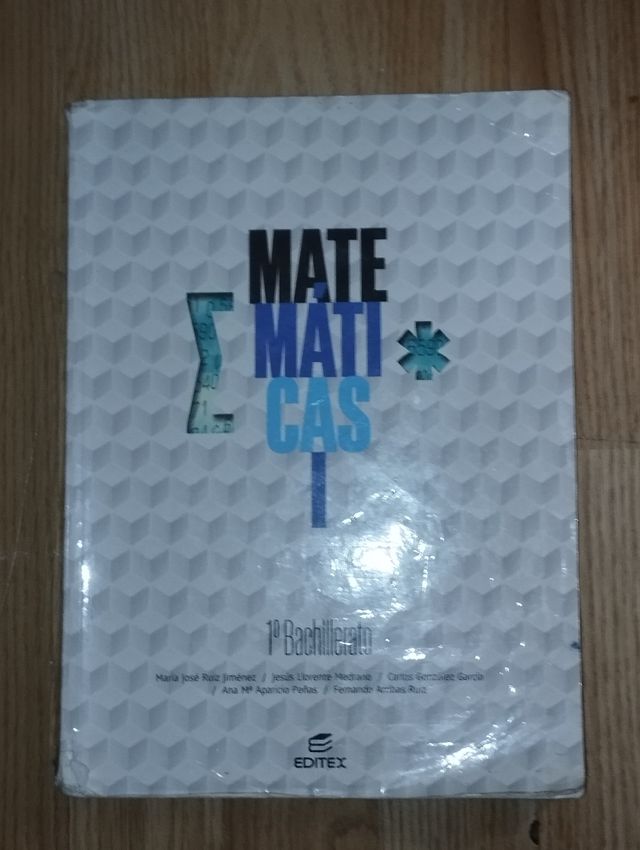 MATE
MÁTI
CAS
I
Σ
*
1º Bachillerato
María José Ruiz Jiménez / Jesús Llorente Medrano / Carlos González García
/ Ana Mª Aparicio Peñas / Fernando Arribas Ruiz
EDITEX